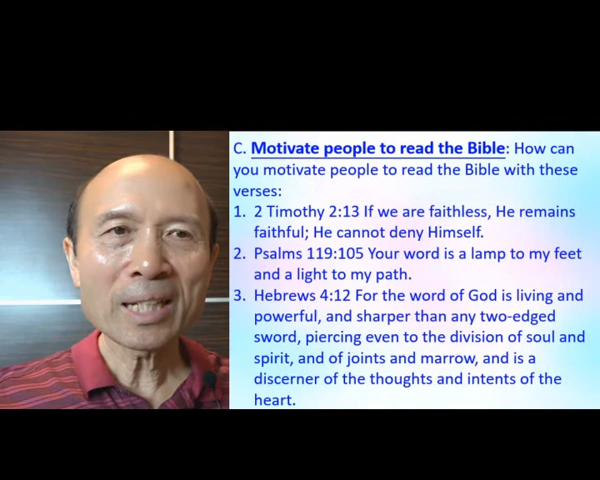 C. Motivate people to read the Bible: How can
you motivate people to read the Bible with these
verses:
1. 2 Timothy 2:13 If we are faithless, He remains
faithful; He cannot deny Himself.
2. Psalms 119:105 Your word is a lamp to my feet
and a light to my path.
3. Hebrews 4:12 For the word of God is living and
powerful, and sharper than any two-edged
sword, piercing even to the division of soul and
spirit, and of joints and marrow, and is a
discerner of the thoughts and intents of the
heart.